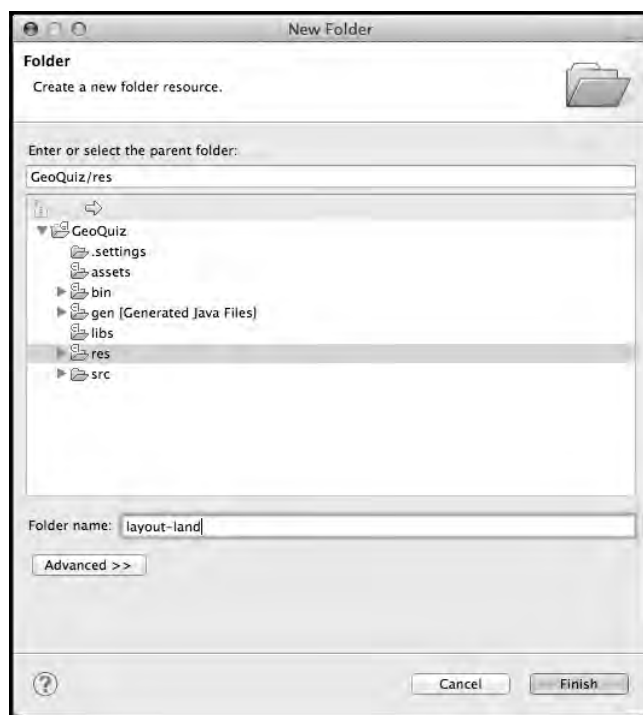 New Folder
Folder
Create a new folder resource.
Enter or select the parent folder:
GeoQuiz/res
GeoQuiz
.settings
assets
bin
gen [Generated Java Files]
libs
res
src
Folder name: layout-land
Advanced >>
? Cancel Finish